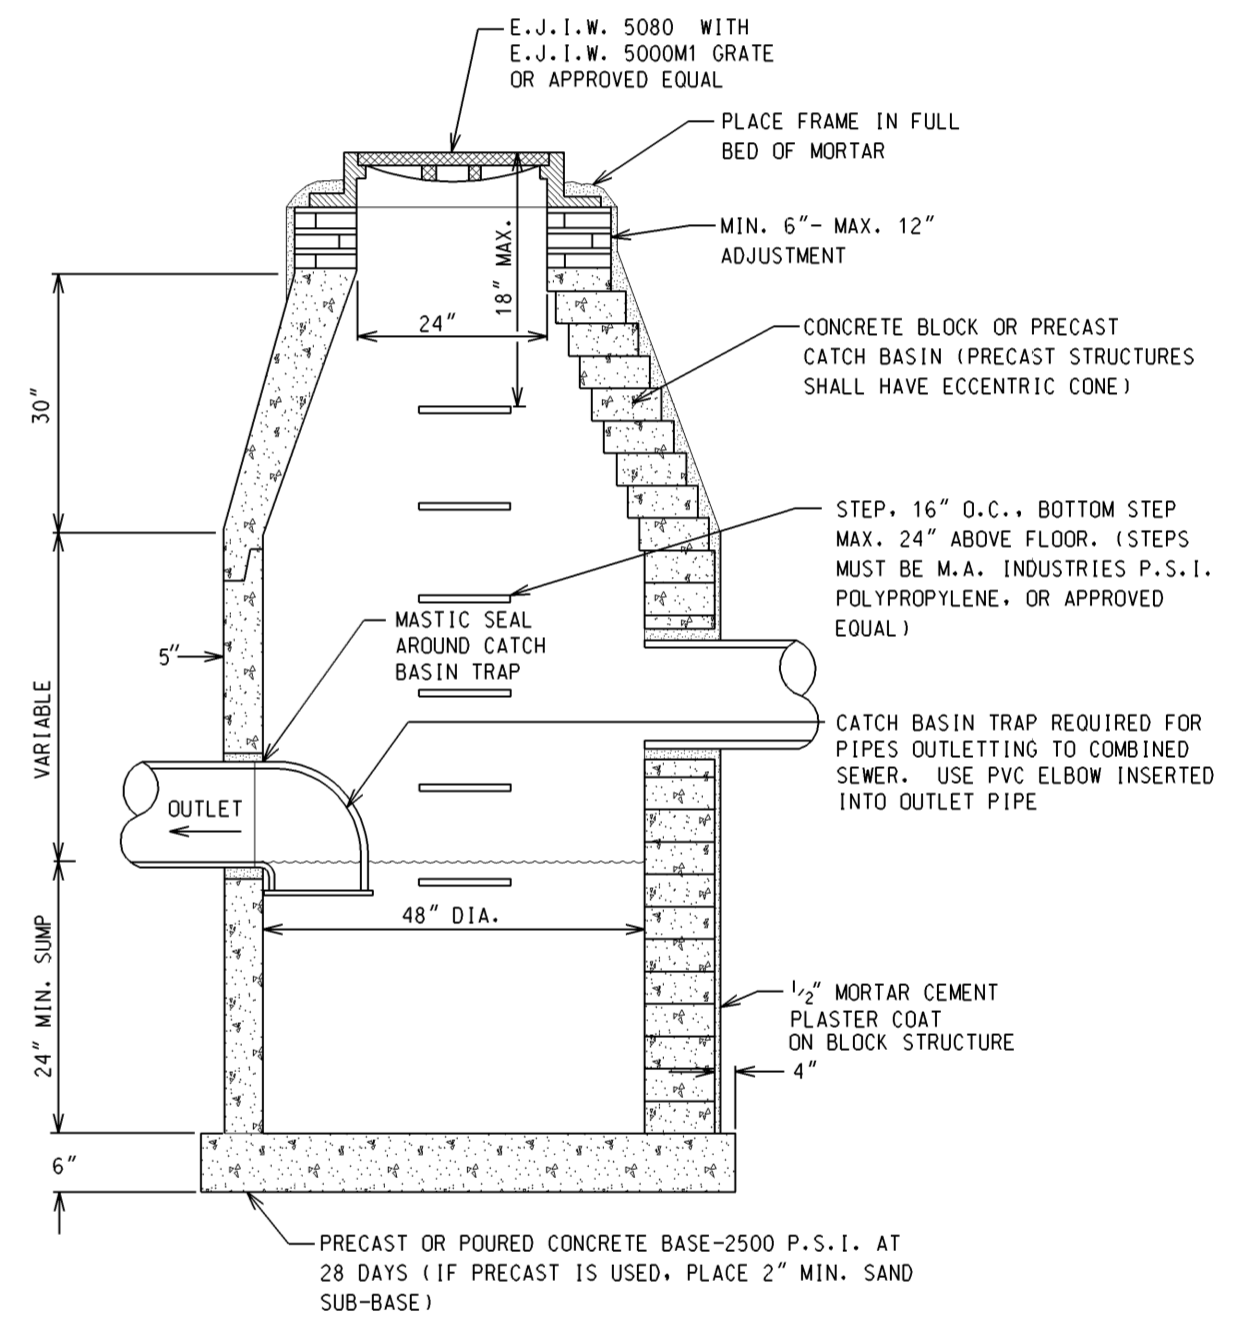 E.J.I.W. 5080 WITH
E.J.I.W. 5000M1 GRATE
OR APPROVED EQUAL
PLACE FRAME IN FULL
BED OF MORTAR
MIN. 6"- MAX. 12"
ADJUSTMENT
18" MAX.
24"
CONCRETE BLOCK OR PRECAST
CATCH BASIN (PRECAST STRUCTURES
SHALL HAVE ECCENTRIC CONE)
30"
STEP, 16" O.C., BOTTOM STEP
MAX. 24" ABOVE FLOOR. (STEPS
MUST BE M.A. INDUSTRIES P.S.I.
POLYPROPYLENE, OR APPROVED
EQUAL)
MASTIC SEAL
AROUND CATCH
BASIN TRAP
5"
VARIABLE
CATCH BASIN TRAP REQUIRED FOR
PIPES OUTLETTING TO COMBINED
SEWER. USE PVC ELBOW INSERTED
INTO OUTLET PIPE
OUTLET
48" DIA.
24" MIN. SUMP
1/2" MORTAR CEMENT
PLASTER COAT
ON BLOCK STRUCTURE
4"
6"
PRECAST OR POURED CONCRETE BASE-2500 P.S.I. AT
28 DAYS (IF PRECAST IS USED, PLACE 2" MIN. SAND
SUB-BASE)